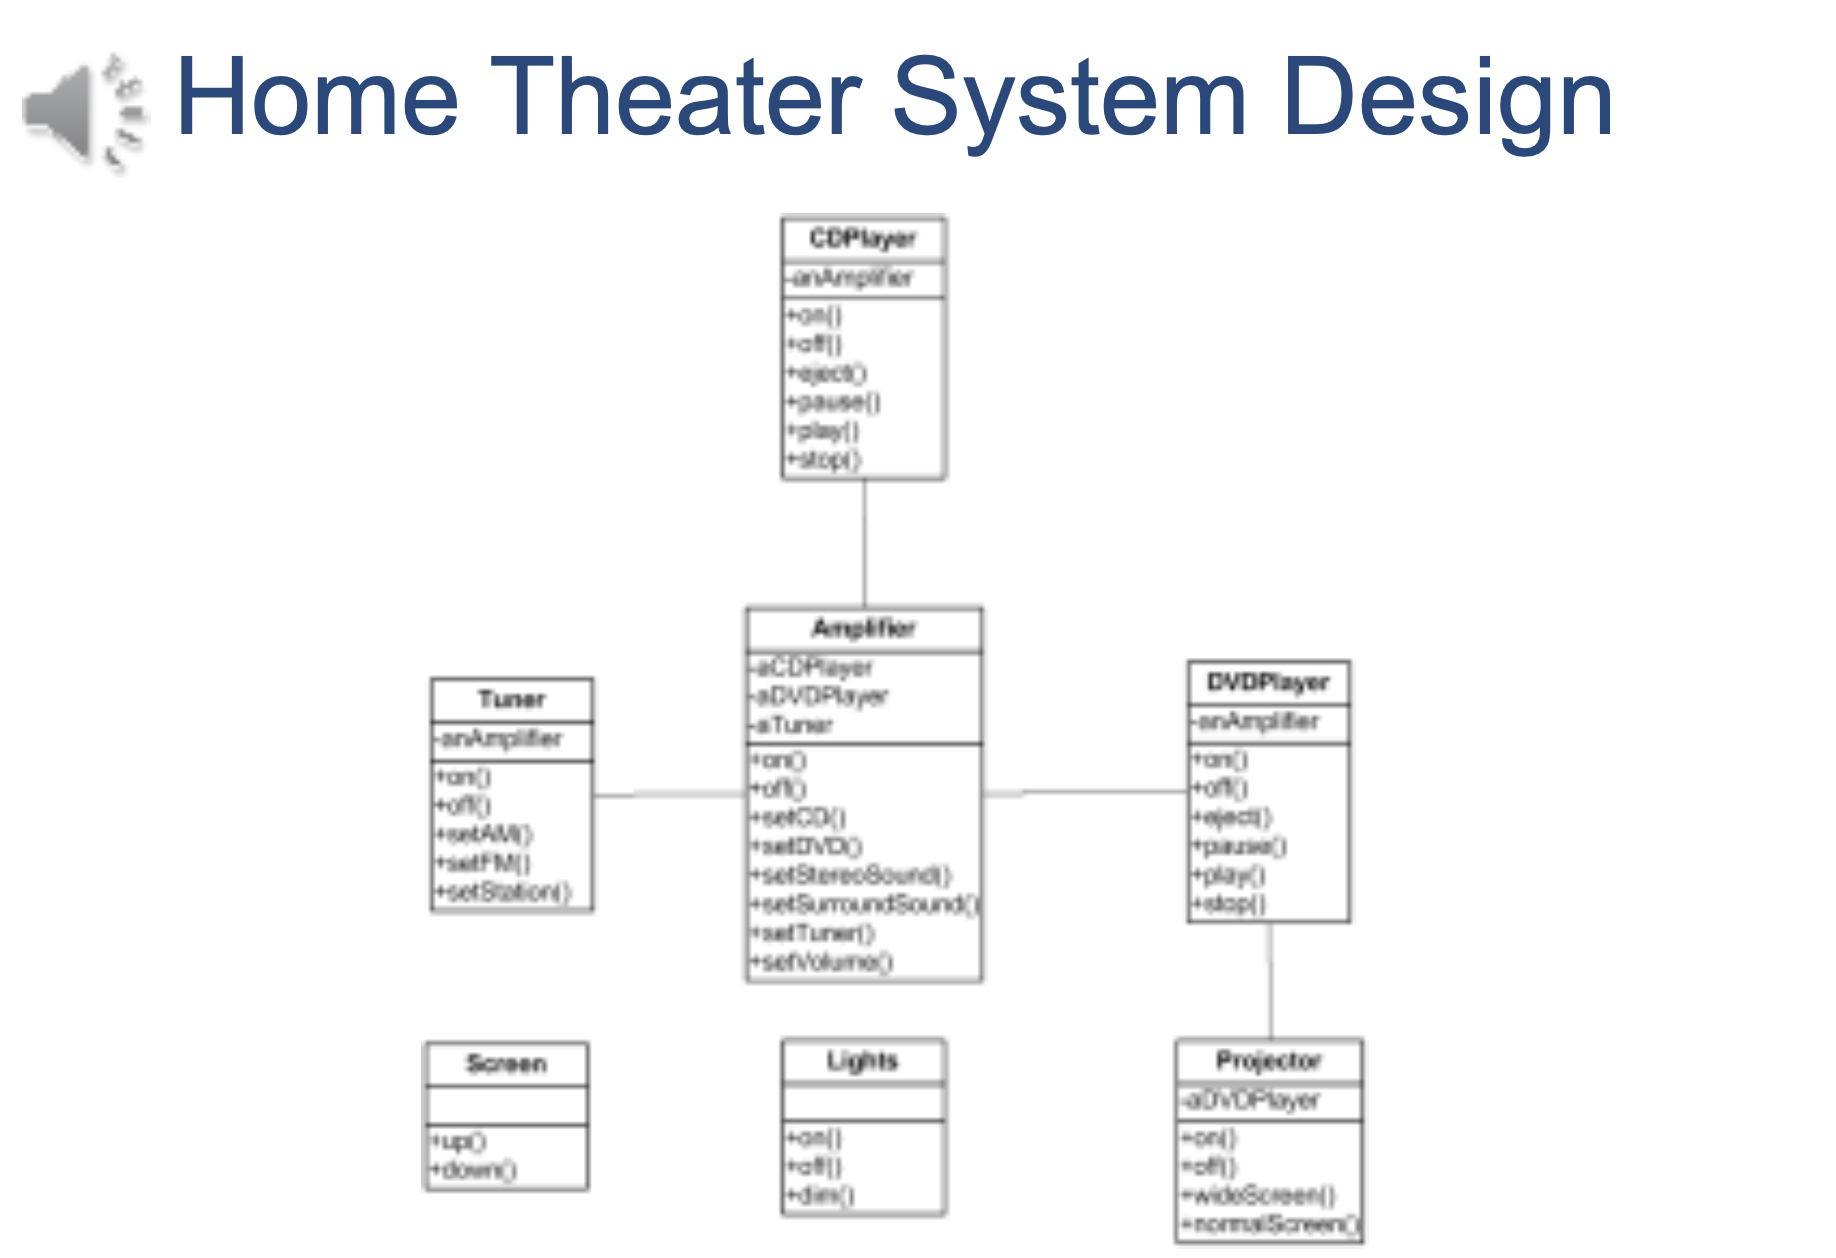 Home Theater System Design
CDPlayer
-anAmplifier
+on()
+off()
+eject()
+pause()
+play()
+stop()
Amplifier
-aCDPlayer
-aDVDPlayer
-aTuner
+on()
+off()
+setCD()
+setDVD()
+setStereoSound()
+setSurroundSound()
+setTuner()
+setVolume()
Tuner
-anAmplifier
+on()
+off()
+setAM()
+setFM()
+setStation()
DVDPlayer
-anAmplifier
+on()
+off()
+eject()
+pause()
+play()
+stop()
Screen
+up()
+down()
Lights
+on()
+off()
+dim()
Projector
-aDVDPlayer
+on()
+off()
+wideScreen()
+normalScreen()